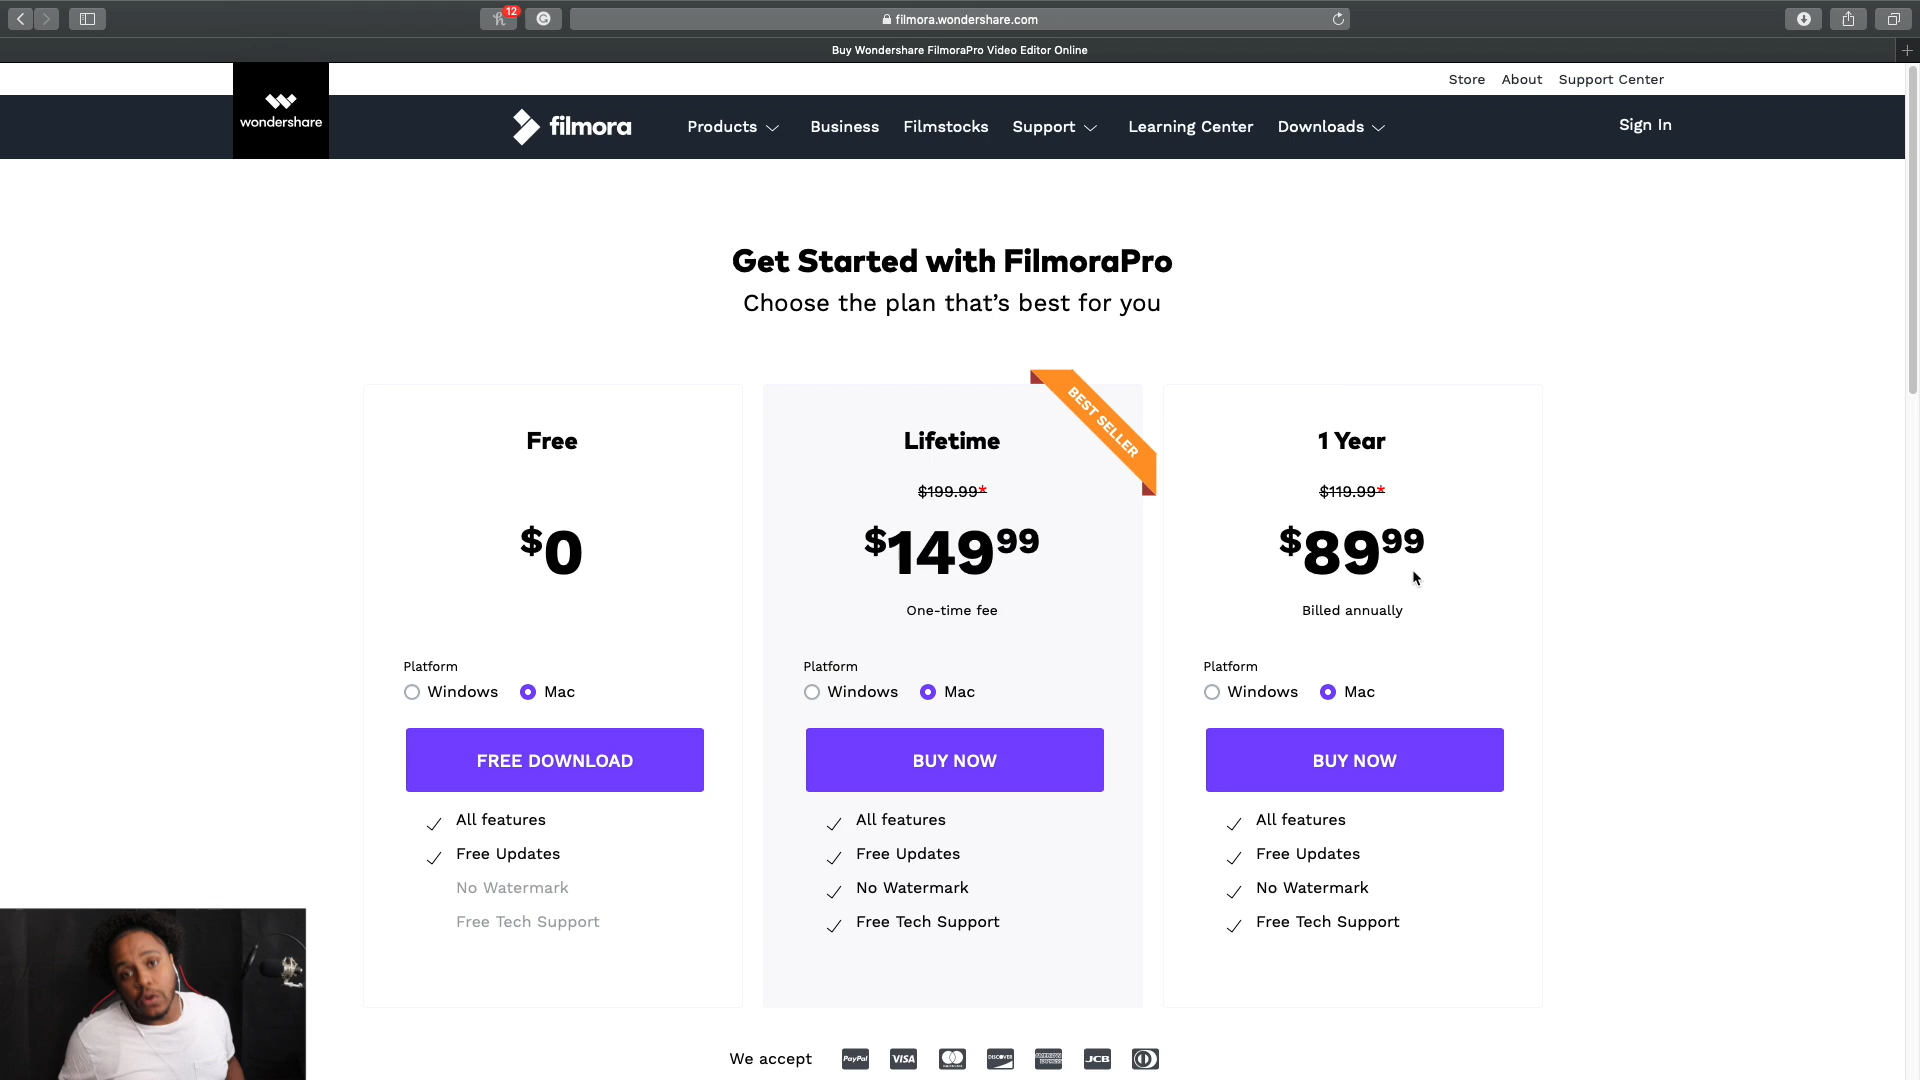 12
filmora.wondershare.com
Buy Wondershare FilmoraPro Video Editor Online
Store About Support Center
wondershare
filmora
Products Business Filmstocks Support Learning Center Downloads
Sign In
Get Started with FilmoraPro
Choose the plan that's best for you
Free
$0
Platform
Windows Mac
FREE DOWNLOAD
All features
Free Updates
No Watermark
Free Tech Support
BEST SELLER
Lifetime
$199.99*
$149 99
One-time fee
Platform
Windows Mac
BUY NOW
All features
Free Updates
No Watermark
Free Tech Support
1 Year
$119.99*
$89 99
Billed annually
Platform
Windows Mac
BUY NOW
All features
Free Updates
No Watermark
Free Tech Support
We accept PayPal VISA DISCOVER AMERICAN EXPRESS JCB